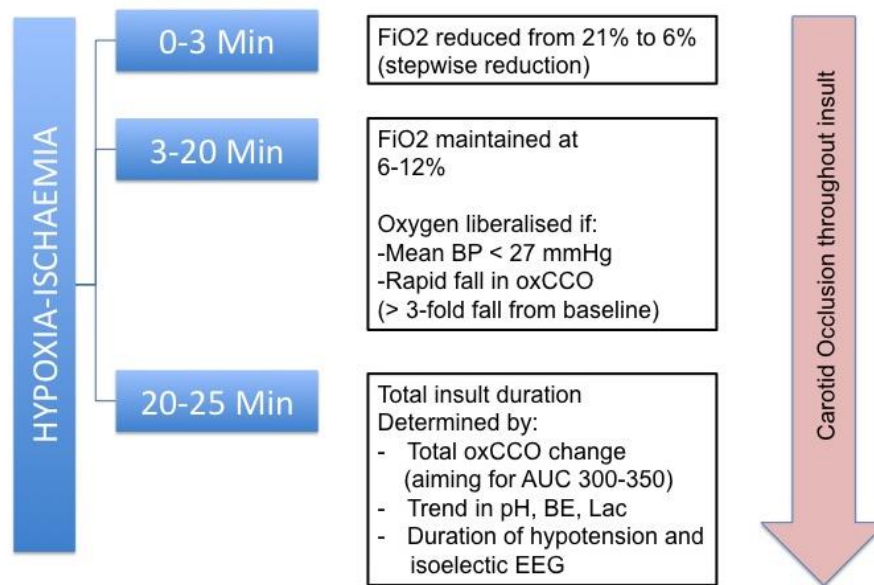 HYPOXIA-ISCHAEMIA
0-3 Min
FiO2 reduced from 21% to 6%
(stepwise reduction)
3-20 Min
FiO2 maintained at
6-12%
Oxygen liberalised if:
-Mean BP < 27 mmHg
-Rapid fall in oxCCO
(> 3-fold fall from baseline)
20-25 Min
Total insult duration
Determined by:
- Total oxCCO change
(aiming for AUC 300-350)
- Trend in pH, BE, Lac
- Duration of hypotension and
isoelectic EEG
Carotid Occlusion throughout insult